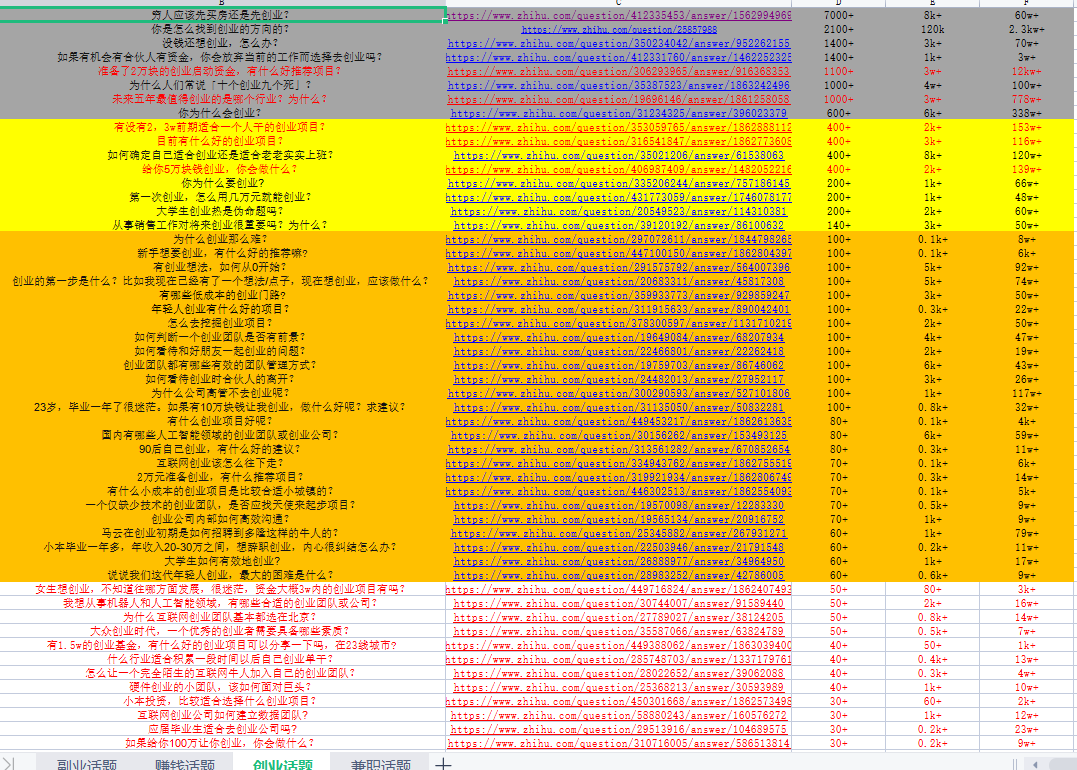 B C D E F
穷人应该先买房还是先创业? https://www.zhihu.com/question/412335453/answer/1562994969 7000+ 8k+ 60w+
你是怎么找到创业的方向的? https://www.zhihu.com/question/25857988 2100+ 120k 2.3kw+
没钱还想创业，怎么办? https://www.zhihu.com/question/350234042/answer/952262155 1400+ 3k+ 70w+
如果有机会有合伙人有资金，你会放弃当前的工作而选择去创业吗? https://www.zhihu.com/question/412331760/answer/1462252325 1400+ 1k+ 3w+
准备了2万块的创业启动资金，有什么好推荐项目? https://www.zhihu.com/question/306293965/answer/916368353 1100+ 3w+ 12kw+
为什么人们常说「十个创业九个死」? https://www.zhihu.com/question/35387523/answer/1863242496 1000+ 4w+ 100w+
未来五年最值得创业的是哪个行业? 为什么? https://www.zhihu.com/question/19696146/answer/1861258058 1000+ 3w+ 778w+
你为什么会创业? https://www.zhihu.com/question/31234325/answer/396023379 600+ 6k+ 338w+
有没有2，3w前期适合一个人干的创业项目? https://www.zhihu.com/question/353059765/answer/1862888112 400+ 2k+ 153w+
目前有什么好的创业项目? https://www.zhihu.com/question/316541847/answer/1862773608 400+ 3k+ 116w+
如何确定自己适合创业还是适合老老实实上班? https://www.zhihu.com/question/35021206/answer/61538063 400+ 8k+ 120w+
给你5万块钱创业，你会做什么? https://www.zhihu.com/question/406987409/answer/1482052216 400+ 2k+ 139w+
你为什么要创业? https://www.zhihu.com/question/335206244/answer/757186145 200+ 1k+ 66w+
第一次创业，怎么用几万元就能创业? https://www.zhihu.com/question/431773059/answer/1746078177 200+ 1k+ 48w+
大学生创业热是伪命题吗? https://www.zhihu.com/question/20549523/answer/114310381 200+ 2k+ 60w+
从事销售工作对将来创业很重要吗? 为什么? https://www.zhihu.com/question/39120192/answer/86100632 140+ 3k+ 50w+
为什么创业那么难? https://www.zhihu.com/question/297072611/answer/1844798265 100+ 0.1k+ 8w+
新手想要创业，有什么好的推荐嘛? https://www.zhihu.com/question/447100150/answer/1862804397 100+ 0.1k+ 6k+
有创业想法，如何从0开始? https://www.zhihu.com/question/291575792/answer/564007396 100+ 5k+ 92w+
创业的第一步是什么? 比如我现在已经有了一个想法/点子，现在想创业，应该做什么? https://www.zhihu.com/question/20683311/answer/45817308 100+ 5k+ 74w+
有哪些低成本的创业门路? https://www.zhihu.com/question/359933773/answer/929859247 100+ 3k+ 50w+
年轻人创业有什么好的项目? https://www.zhihu.com/question/311915633/answer/890042401 100+ 0.3k+ 22w+
怎么去挖掘创业项目? https://www.zhihu.com/question/378300597/answer/1131710219 100+ 2k+ 50w+
如何判断一个创业团队是否有前景? https://www.zhihu.com/question/19649084/answer/68207934 100+ 4k+ 47w+
如何看待和好朋友一起创业的问题? https://www.zhihu.com/question/22466801/answer/22262418 100+ 2k+ 19w+
创业团队都有哪些有效的团队管理方式? https://www.zhihu.com/question/19759703/answer/86746062 100+ 6k+ 43w+
如何看待创业时合伙人的离开? https://www.zhihu.com/question/24482013/answer/27952117 100+ 3k+ 26w+
为什么公司高管不去创业呢? https://www.zhihu.com/question/300290593/answer/527101806 100+ 1k+ 117w+
23岁，毕业一年了很迷茫。如果有10万块钱让我创业，做什么好呢? 求建议? https://www.zhihu.com/question/31135050/answer/50832281 100+ 0.8k+ 32w+
有什么创业项目好呢? https://www.zhihu.com/question/449453217/answer/1862613635 80+ 0.1k+ 4k+
国内有哪些人工智能领域的创业团队或创业公司? https://www.zhihu.com/question/30156262/answer/153493125 80+ 6k+ 59w+
90后自己创业，有什么好的建议? https://www.zhihu.com/question/313561282/answer/670852654 80+ 0.3k+ 11w+
互联网创业该怎么往下走? https://www.zhihu.com/question/334943762/answer/1862755519 70+ 0.1k+ 6k+
2万元准备创业，有什么推荐项目? https://www.zhihu.com/question/319921934/answer/1862806749 70+ 0.3k+ 14w+
有什么小成本的创业项目是比较合适小城镇的? https://www.zhihu.com/question/446302513/answer/1862554093 70+ 0.1k+ 5k+
一个仅缺少技术的创业团队，是否应找天使来起步项目? https://www.zhihu.com/question/19570098/answer/12283330 70+ 0.5k+ 9w+
创业公司内部如何高效沟通? https://www.zhihu.com/question/19565134/answer/20916752 70+ 1k+ 9w+
马云在创业初期是如何招聘到多隆这样的牛人的? https://www.zhihu.com/question/25345882/answer/267931271 60+ 1k+ 79w+
小本毕业一年多，年收入20-30万之间，想辞职创业，内心很纠结怎么办? https://www.zhihu.com/question/22503946/answer/21791548 60+ 0.2k+ 11w+
大学生如何有效地创业? https://www.zhihu.com/question/26888977/answer/34964950 60+ 1k+ 17w+
说说我们这代年轻人创业，最大的困难是什么? https://www.zhihu.com/question/28983252/answer/42786005 60+ 0.6k+ 9w+
女生想创业，不知道往哪方面发展，很迷茫，资金大概3w内的创业项目有吗? https://www.zhihu.com/question/449716824/answer/1862407493 50+ 80+ 3k+
我想从事机器人和人工智能领域，有哪些合适的创业团队或公司? https://www.zhihu.com/question/30744007/answer/91589440 50+ 2k+ 16w+
为什么互联网创业团队基本都选在北京? https://www.zhihu.com/question/27789027/answer/38124205 50+ 0.8k+ 14w+
大众创业时代，一个优秀的创业者需要具备哪些素质? https://www.zhihu.com/question/35587066/answer/63824789 50+ 0.5k+ 7w+
有1.5w的创业基金，有什么好的创业项目可以分享一下吗，在23线城市? https://www.zhihu.com/question/449388062/answer/1863039400 40+ 50+ 1k+
什么行业适合积累一段时间以后自己创业单干? https://www.zhihu.com/question/285748703/answer/1337179761 40+ 0.4k+ 13w+
怎么让一个完全陌生的互联网牛人加入自己的创业团队? https://www.zhihu.com/question/28022652/answer/39062088 40+ 0.3k+ 4w+
硬件创业的小团队，该如何面对巨头? https://www.zhihu.com/question/25368213/answer/30593989 40+ 1k+ 10w+
小本投资，比较适合选择什么创业项目? https://www.zhihu.com/question/450301668/answer/1862573498 30+ 60+ 2k+
互联网创业公司如何建立数据团队? https://www.zhihu.com/question/58880243/answer/160576272 30+ 1k+ 12w+
应届毕业生适合去创业公司吗? https://www.zhihu.com/question/29513916/answer/104689575 30+ 0.2k+ 23w+
如果给你100万让你创业，你会做什么? https://www.zhihu.com/question/310716005/answer/586513814 30+ 0.2k+ 9w+
副业话题 赚钱话题 创业话题 兼职话题